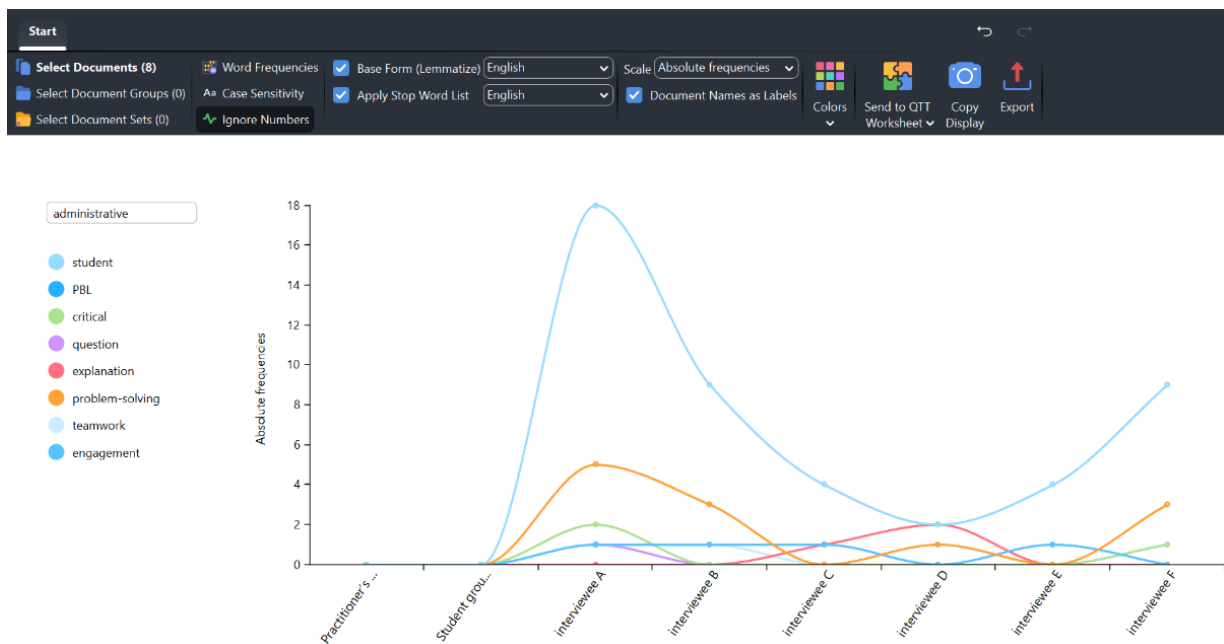 Start
Select Documents (8)
Select Document Groups (0)
Select Document Sets (0)
Word Frequencies
Aa Case Sensitivity
Ignore Numbers
Base Form (Lemmatize) English
Apply Stop Word List English
Scale Absolute frequencies
Document Names as Labels
Colors
Send to QTT
Worksheet
Copy
Display
Export
administrative
student
PBL
critical
question
explanation
problem-solving
teamwork
engagement
Absolute frequencies
18
16
14
12
10
8
6
4
2
0
Practitioner's ...
Student grou...
interviewee A
interviewee B
interviewee C
interviewee D
interviewee E
interviewee F